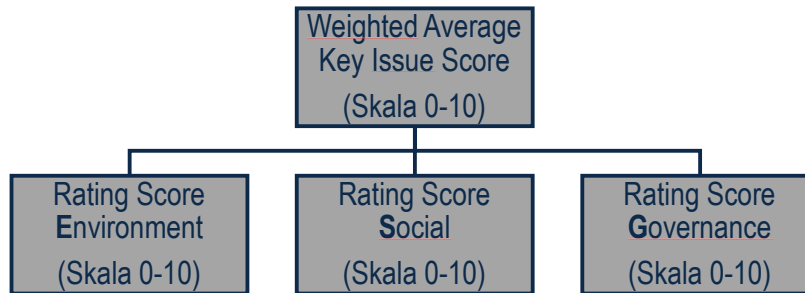 Weighted Average
Key Issue Score
(Skala 0-10)
Rating Score
Environment
(Skala 0-10)
Rating Score
Social
(Skala 0-10)
Rating Score
Governance
(Skala 0-10)